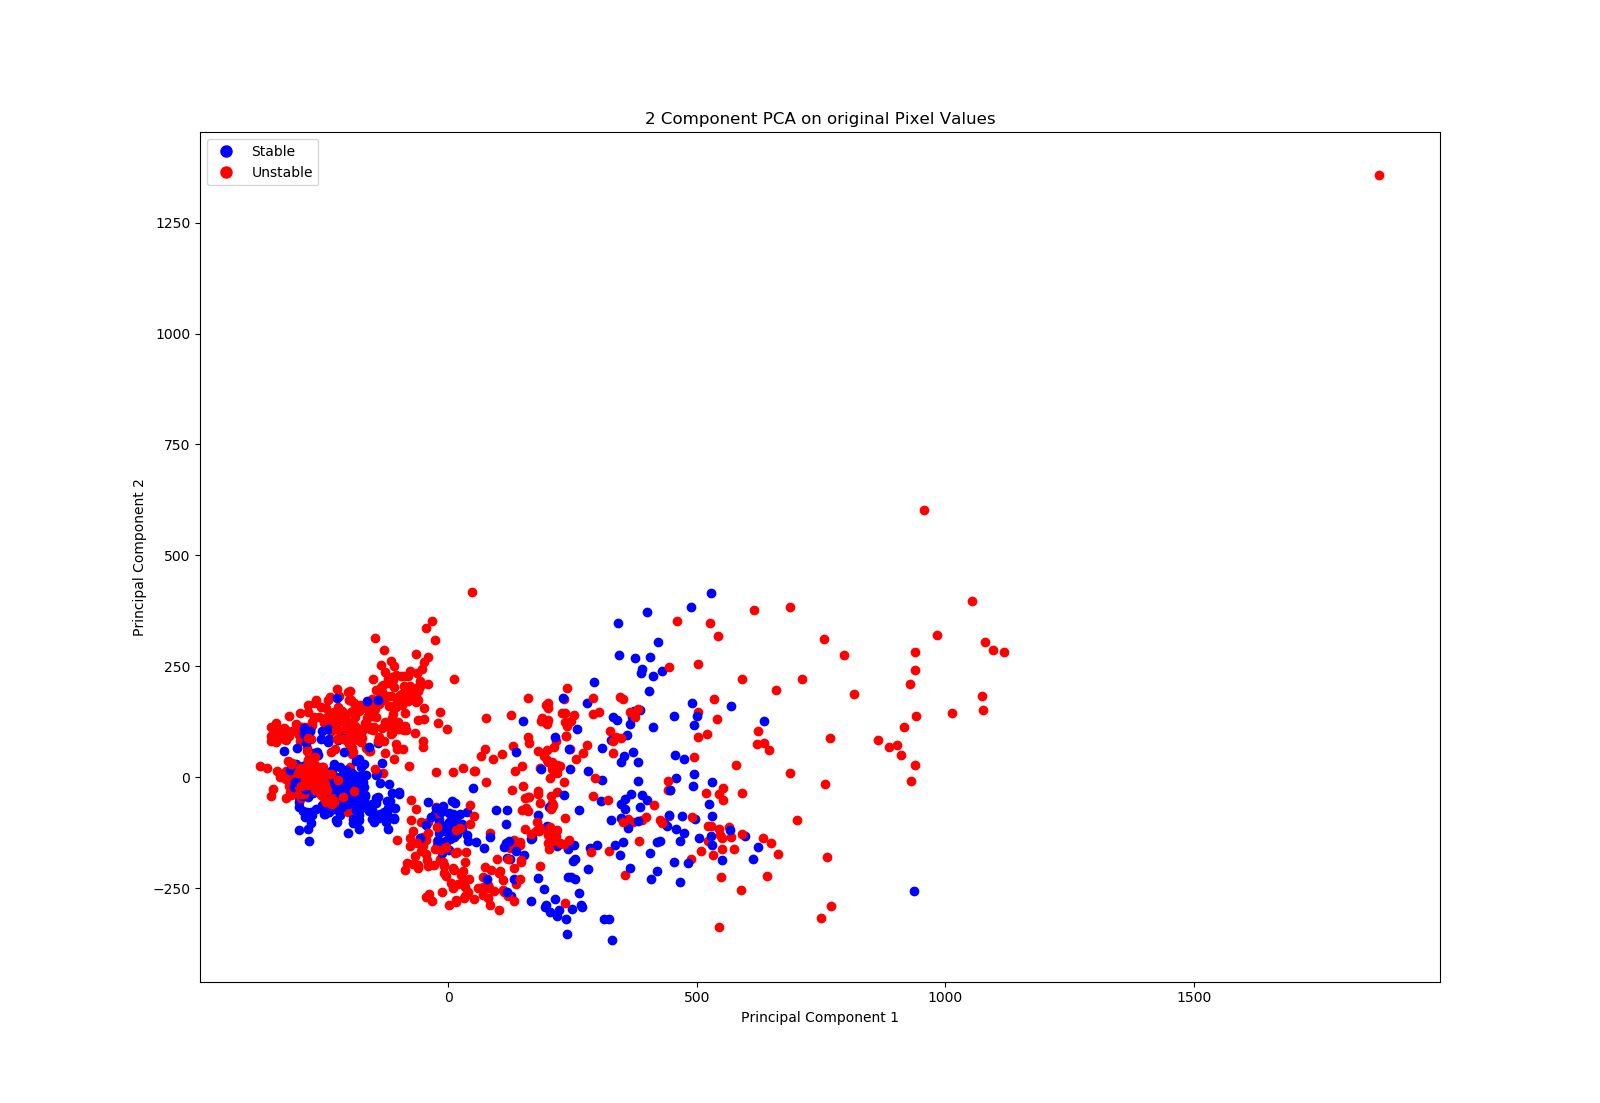 2 Component PCA on original Pixel Values
Stable
Unstable
1250
1000
750
500
250
0
−250
Principal Component 2
0
500
1000
1500
Principal Component 1